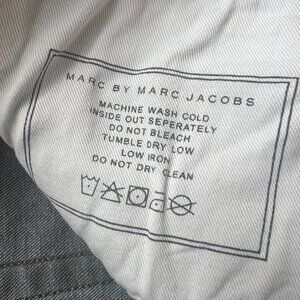 MARC BY MARC JACOBS
MACHINE WASH COLD
INSIDE OUT SEPERATELY
DO NOT BLEACH
TUMBLE DRY LOW
LOW IRON
DO NOT DRY CLEAN